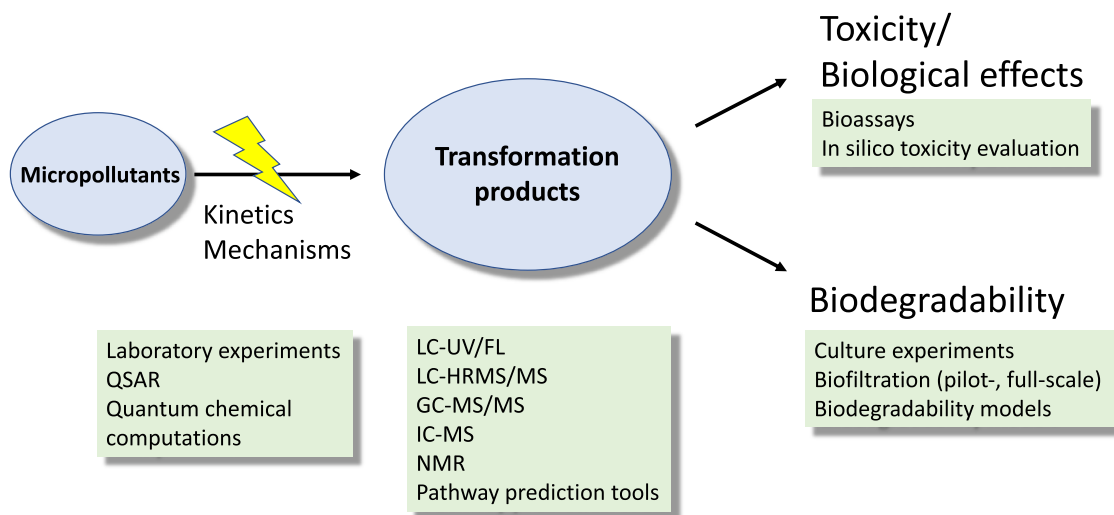 Micropollutants
Kinetics
Mechanisms
Transformation
products
Toxicity/
Biological effects
Bioassays
In silico toxicity evaluation
Biodegradability
Culture experiments
Biofiltration (pilot-, full-scale)
Biodegradability models
Laboratory experiments
QSAR
Quantum chemical
computations
LC-UV/FL
LC-HRMS/MS
GC-MS/MS
IC-MS
NMR
Pathway prediction tools